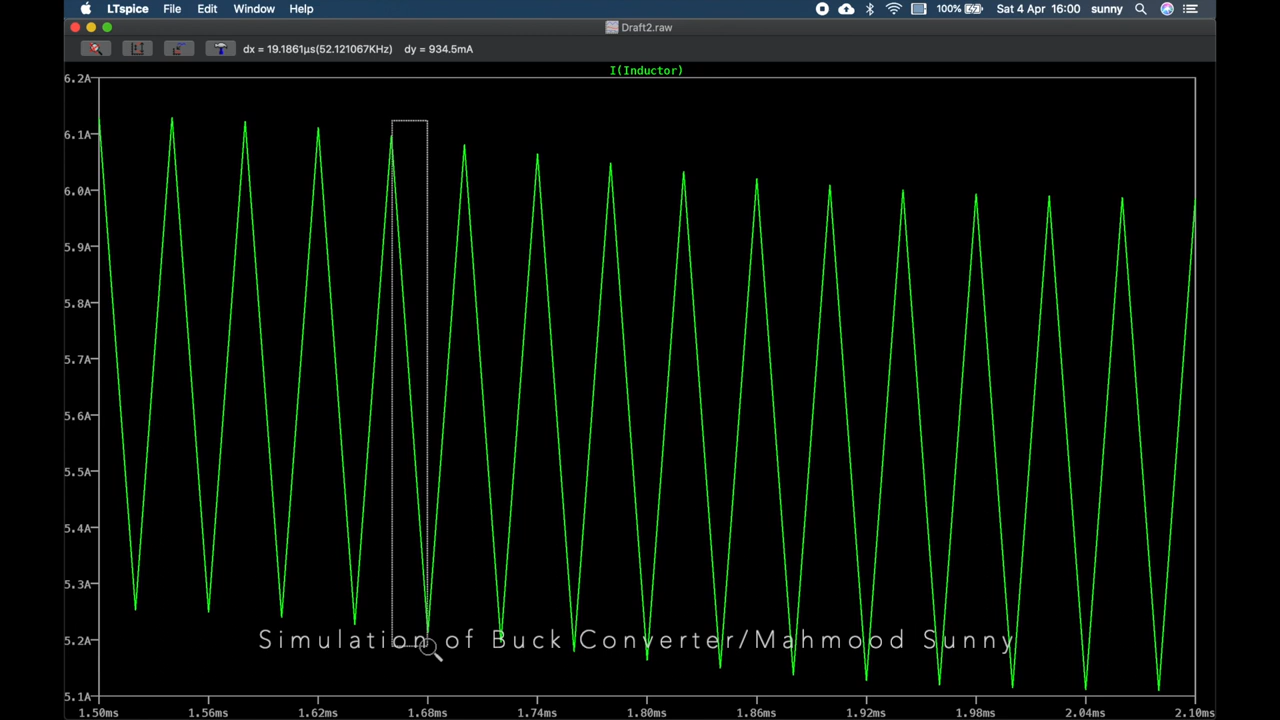 LTspice File Edit Window Help 100% Sat 4 Apr 16:00 sunny
Draft2.raw
dx = 19.1861µs(52.121067KHz) dy = 934.5mA
I(Inductor)
6.2A
6.1A
6.0A
5.9A
5.8A
5.7A
5.6A
5.5A
5.4A
5.3A
5.2A
Simulation of Buck Converter/Mahmood Sunny
5.1A
1.50ms 1.56ms 1.62ms 1.68ms 1.74ms 1.80ms 1.86ms 1.92ms 1.98ms 2.04ms 2.10ms